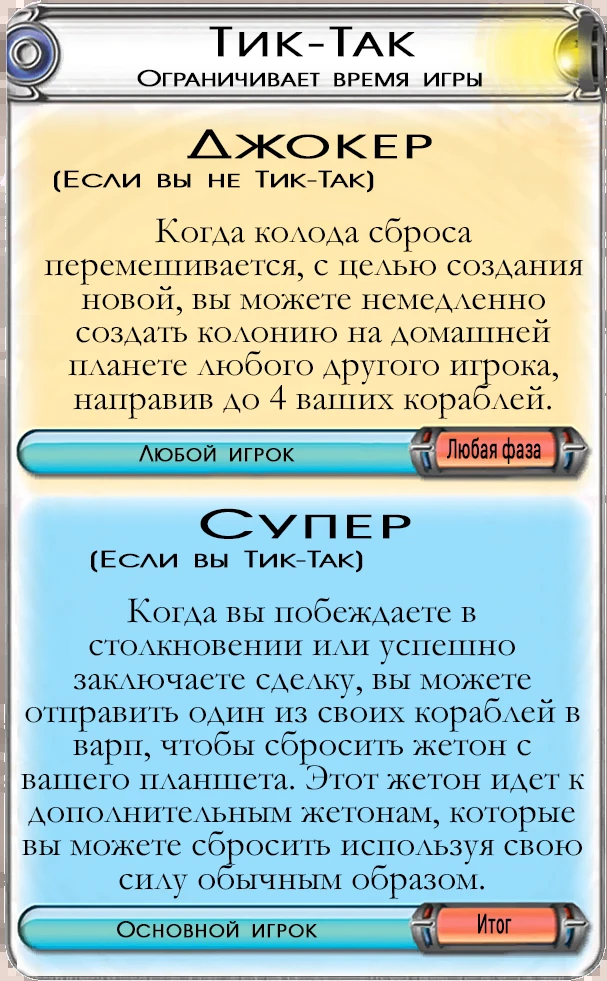 Тик-Так
Ограничивает время игры
Джокер
(Если вы не Тик-Так)
Когда колода сброса
перемешивается, с целью создания
новой, вы можете немедленно
создать колонию на домашней
планете любого другого игрока,
направив до 4 ваших кораблей.
Любой игрок
Любая фаза
Супер
(Если вы Тик-Так)
Когда вы побеждаете в
столкновении или успешно
заключаете сделку, вы можете
отправить один из своих кораблей в
варп, чтобы сбросить жетон с
вашего планшета. Этот жетон идет к
дополнительным жетонам, которые
вы можете сбросить используя свою
силу обычным образом.
Основной игрок
Итог